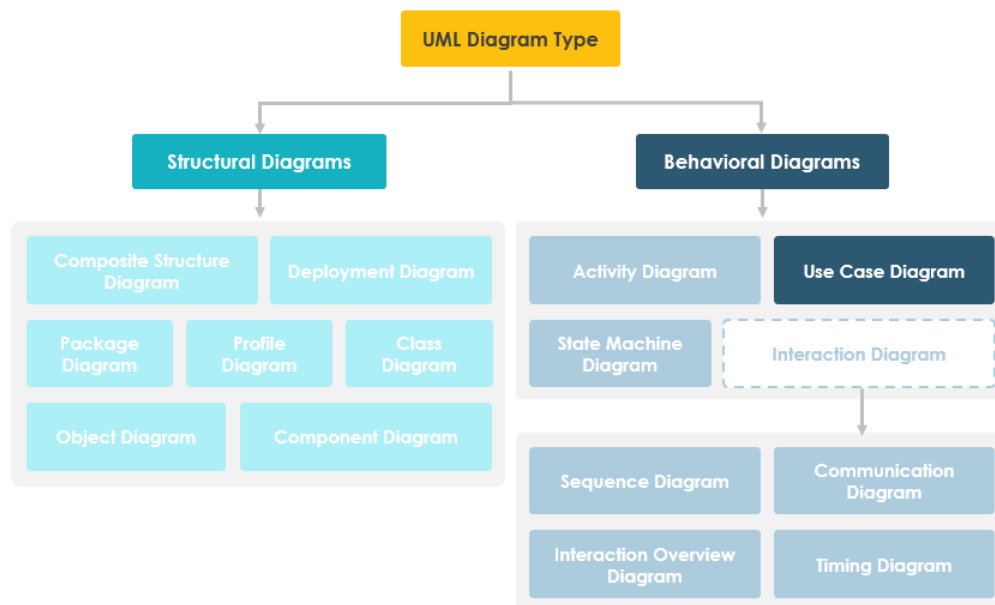 UML Diagram Type
Structural Diagrams
Behavioral Diagrams
Composite Structure
Diagram
Deployment Diagram
Package
Diagram
Profile
Diagram
Class
Diagram
Object Diagram
Component Diagram
Activity Diagram
Use Case Diagram
State Machine
Diagram
Interaction Diagram
Sequence Diagram
Communication
Diagram
Interaction Overview
Diagram
Timing Diagram